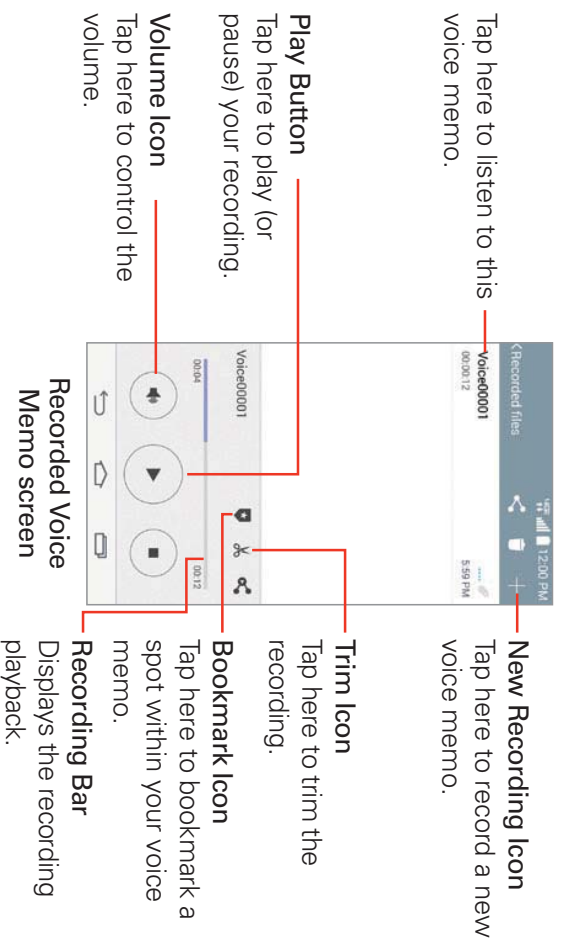 Tap here to listen to this
voice memo.
Play Button
Tap here to play (or
pause) your recording.
Volume Icon
Tap here to control the
volume.
12:00 PM
Recorded files
Voice00001
00:00:12
5:59 PM
Voice00001
00:04
00:12
Recorded Voice
Memo screen
New Recording Icon
Tap here to record a new
voice memo.
Trim Icon
Tap here to trim the
recording.
Bookmark Icon
Tap here to bookmark a
spot within your voice
memo.
Recording Bar
Displays the recording
playback.